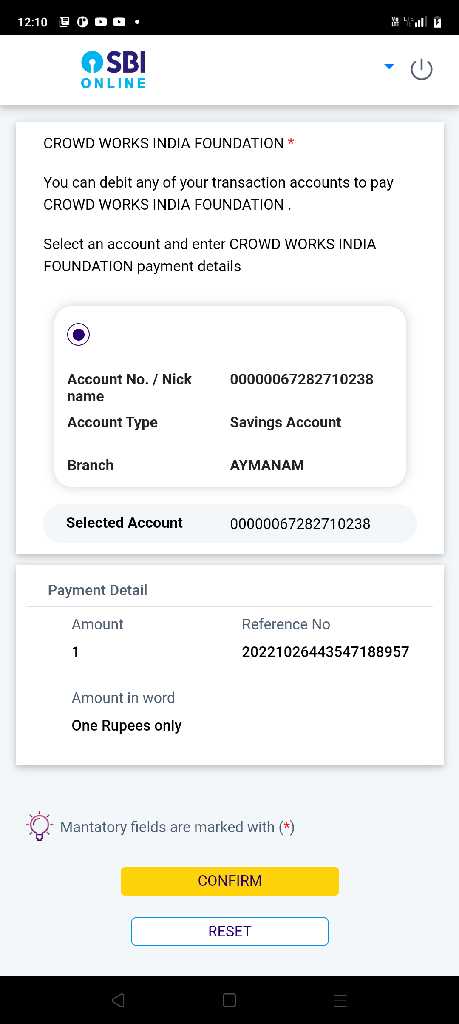 12:10
SBI
ONLINE
CROWD WORKS INDIA FOUNDATION *
You can debit any of your transaction accounts to pay
CROWD WORKS INDIA FOUNDATION .
Select an account and enter CROWD WORKS INDIA
FOUNDATION payment details
Account No. / Nick name 00000067282710238
Account Type Savings Account
Branch AYMANAM
Selected Account 00000067282710238
Payment Detail
Amount Reference No
1 20221026443547188957
Amount in word
One Rupees only
Mantatory fields are marked with (*)
CONFIRM
RESET